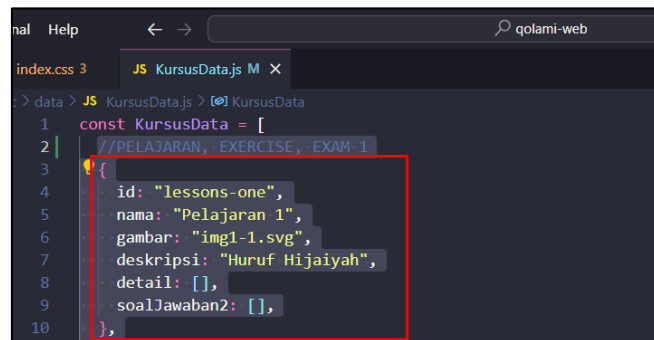 nal Help ← → qolami-web
index.css 3 JS KursusData.js M ×
> data > JS KursusData.js > KursusData
1 const KursusData = [
2 //PELAJARAN, EXERCISE, EXAM 1
3 {
4 id: "lessons-one",
5 nama: "Pelajaran 1",
6 gambar: "img1-1.svg",
7 deskripsi: "Huruf Hijaiyah",
8 detail: [],
9 soalJawaban2: [],
10 },